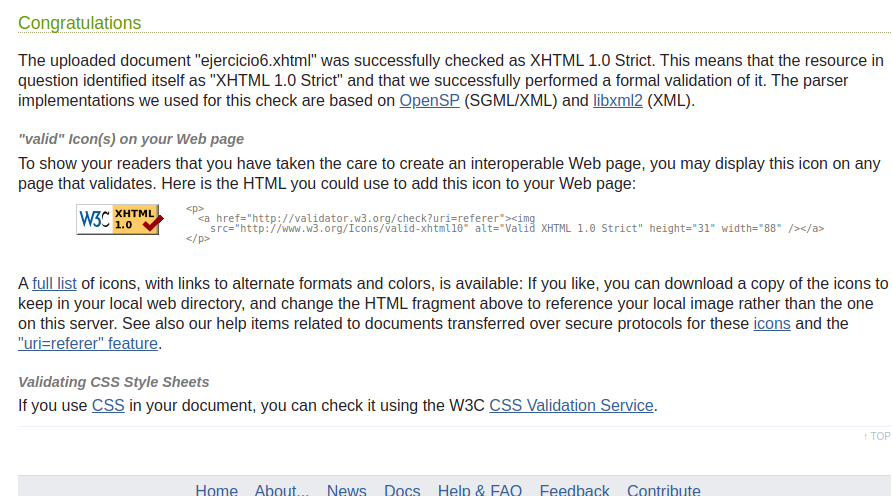 Congratulations
The uploaded document "ejercicio6.xhtml" was successfully checked as XHTML 1.0 Strict. This means that the resource in
question identified itself as "XHTML 1.0 Strict" and that we successfully performed a formal validation of it. The parser
implementations we used for this check are based on OpenSP (SGML/XML) and libxml2 (XML).
"valid" Icon(s) on your Web page
To show your readers that you have taken the care to create an interoperable Web page, you may display this icon on any
page that validates. Here is the HTML you could use to add this icon to your Web page:
W3C XHTML 1.0
<p>
<a href="http://validator.w3.org/check?uri=referer"><img
src="http://www.w3.org/Icons/valid-xhtml10" alt="Valid XHTML 1.0 Strict" height="31" width="88" /></a>
</p>
A full list of icons, with links to alternate formats and colors, is available: If you like, you can download a copy of the icons to
keep in your local web directory, and change the HTML fragment above to reference your local image rather than the one
on this server. See also our help items related to documents transferred over secure protocols for these icons and the
"uri=referer" feature.
Validating CSS Style Sheets
If you use CSS in your document, you can check it using the W3C CSS Validation Service.
↑ TOP
Home About... News Docs Help & FAQ Feedback Contribute